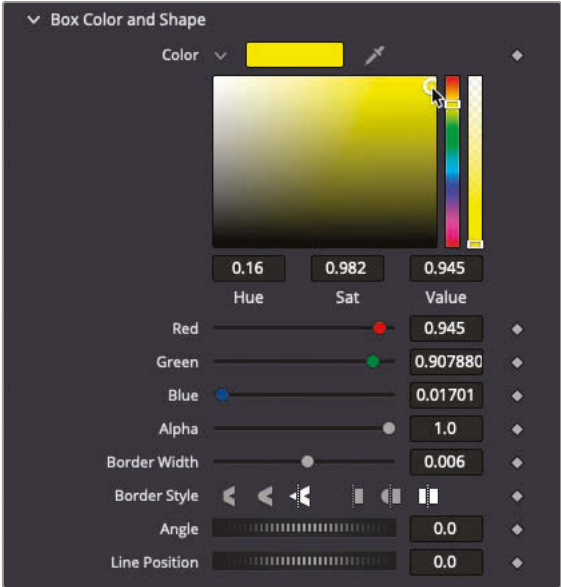 Box Color and Shape
Color
0.16 0.982 0.945
Hue Sat Value
Red 0.945
Green 0.907880
Blue 0.01701
Alpha 1.0
Border Width 0.006
Border Style
Angle 0.0
Line Position 0.0